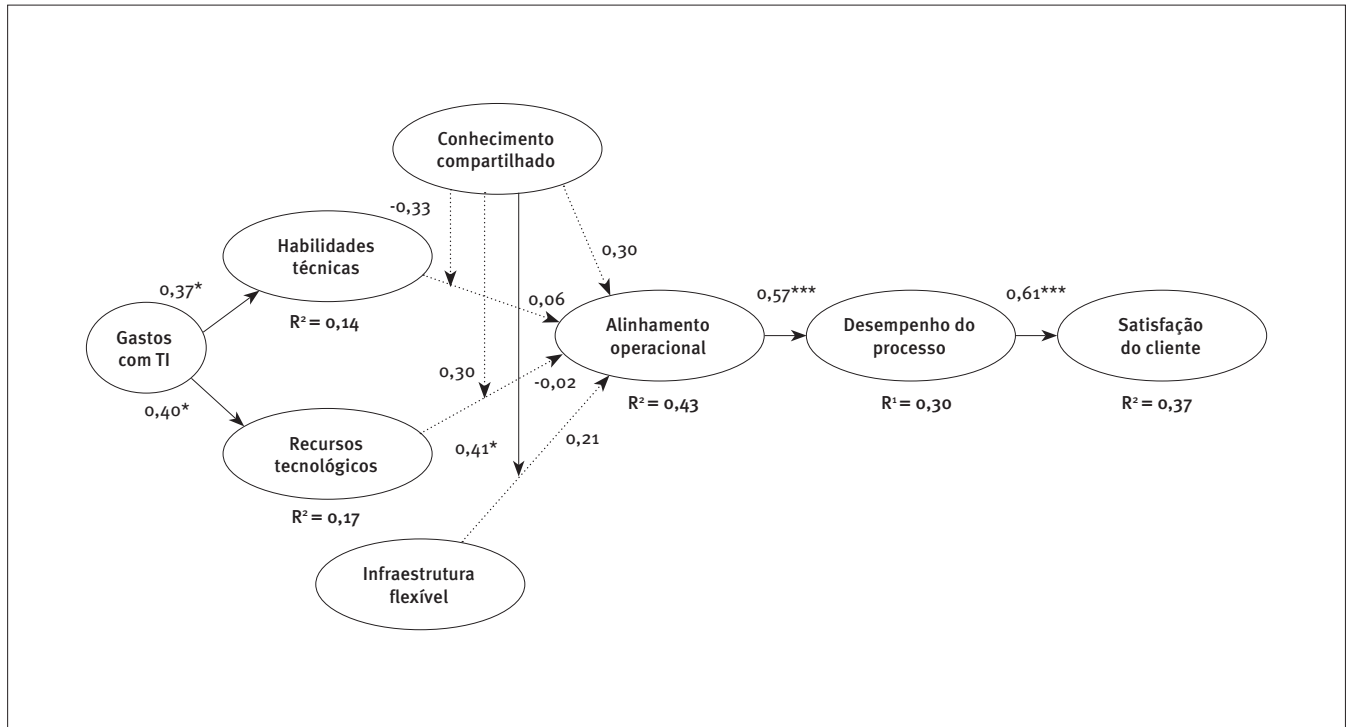 Conhecimento
compartilhado
-0,33
Habilidades
técnicas
0,30
0,37*
0,06
0,57***
0,61***
R² = 0,14
Gastos
com TI
Alinhamento
operacional
Desempenho do
processo
Satisfação
do cliente
0,30
-0,02
0,40*
R² = 0,43
R¹ = 0,30
R² = 0,37
Recursos
tecnológicos
0,41*
0,21
R² = 0,17
Infraestrutura
flexível